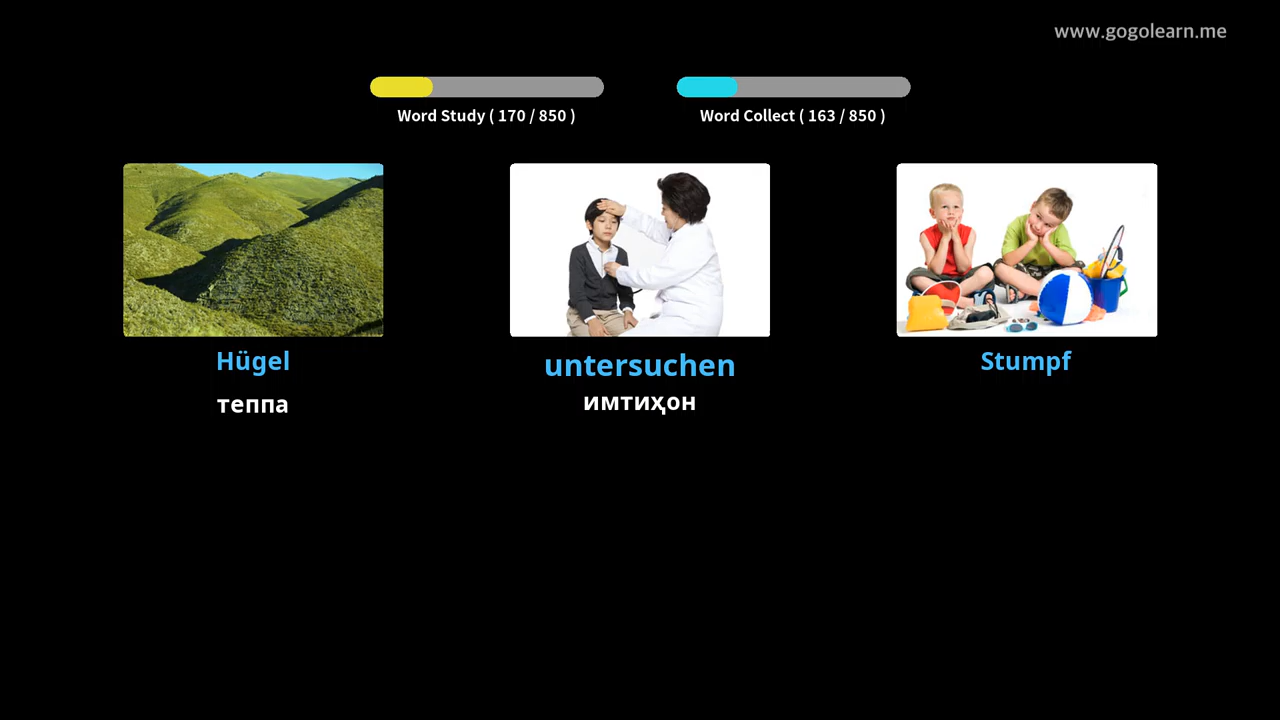 www.gogolearn.me
Word Study ( 170 / 850 )
Word Collect ( 163 / 850 )
Hügel
untersuchen
Stumpf
теппа
имтиҳон